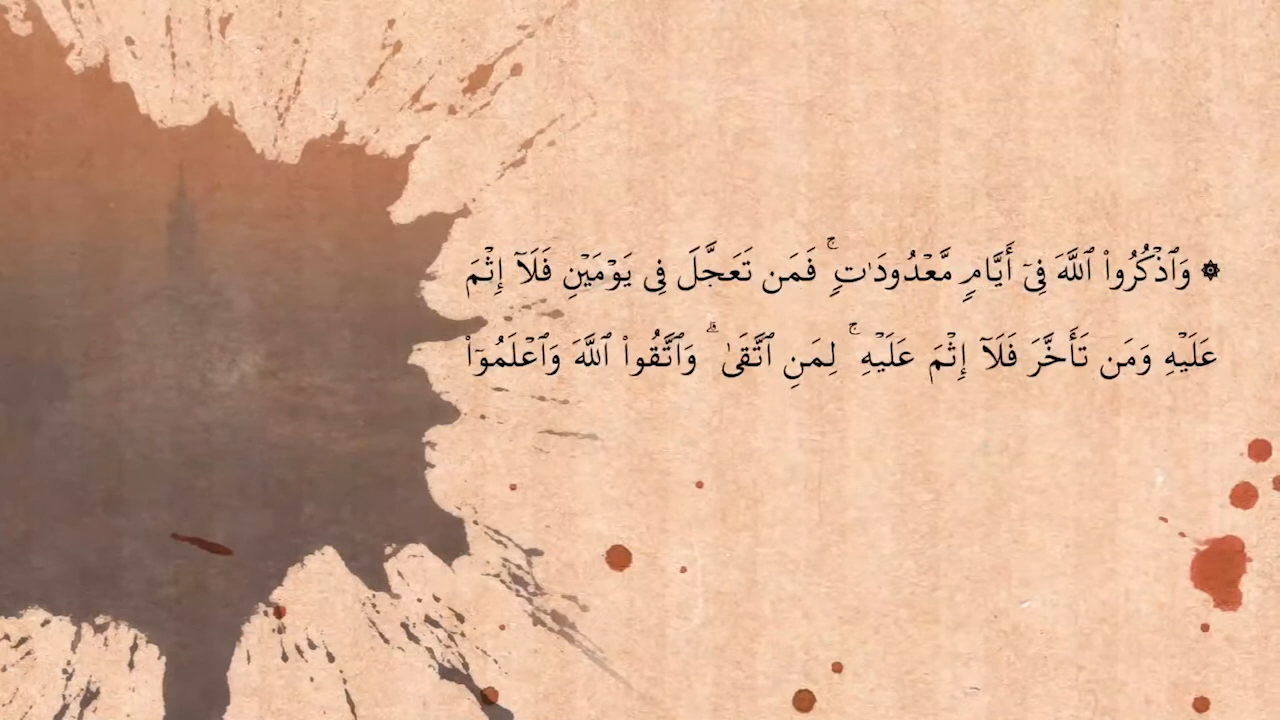 ۞ وَٱذْكُرُوا۟ ٱللَّهَ فِىٓ أَيَّامٍۢ مَّعْدُودَٰتٍۢ ۚ فَمَن تَعَجَّلَ فِى يَوْمَيْنِ فَلَآ إِثْمَ
عَلَيْهِ وَمَن تَأَخَّرَ فَلَآ إِثْمَ عَلَيْهِ ۚ لِمَنِ ٱتَّقَىٰ ۗ وَٱتَّقُوا۟ ٱللَّهَ وَٱعْلَمُوٓا۟